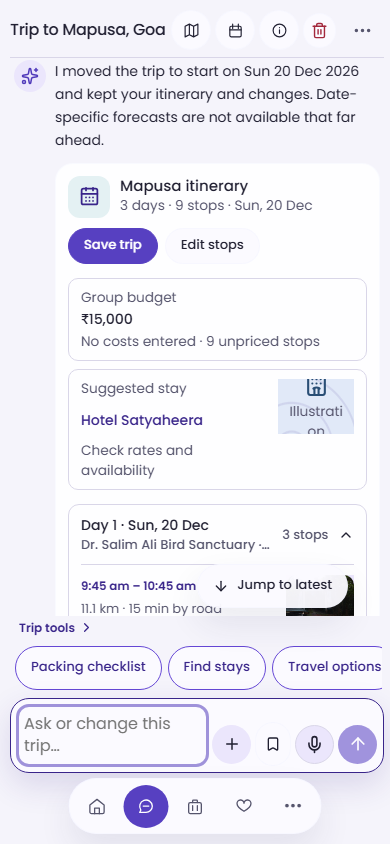 Trip to Mapusa, Goa
I moved the trip to start on Sun 20 Dec 2026
and kept your itinerary and changes. Date-
specific forecasts are not available that far
ahead.
Mapusa itinerary
3 days · 9 stops · Sun, 20 Dec
Save trip
Edit stops
Group budget
₹15,000
No costs entered · 9 unpriced stops
Suggested stay
Hotel Satyaheera
Check rates and
availability
Illustrati
on
Day 1 · Sun, 20 Dec
Dr. Salim Ali Bird Sanctuary ·...
3 stops
9:45 am – 10:45 am
Jump to latest
11.1 km · 15 min by road
Trip tools
Packing checklist
Find stays
Travel options
Ask or change this
trip...